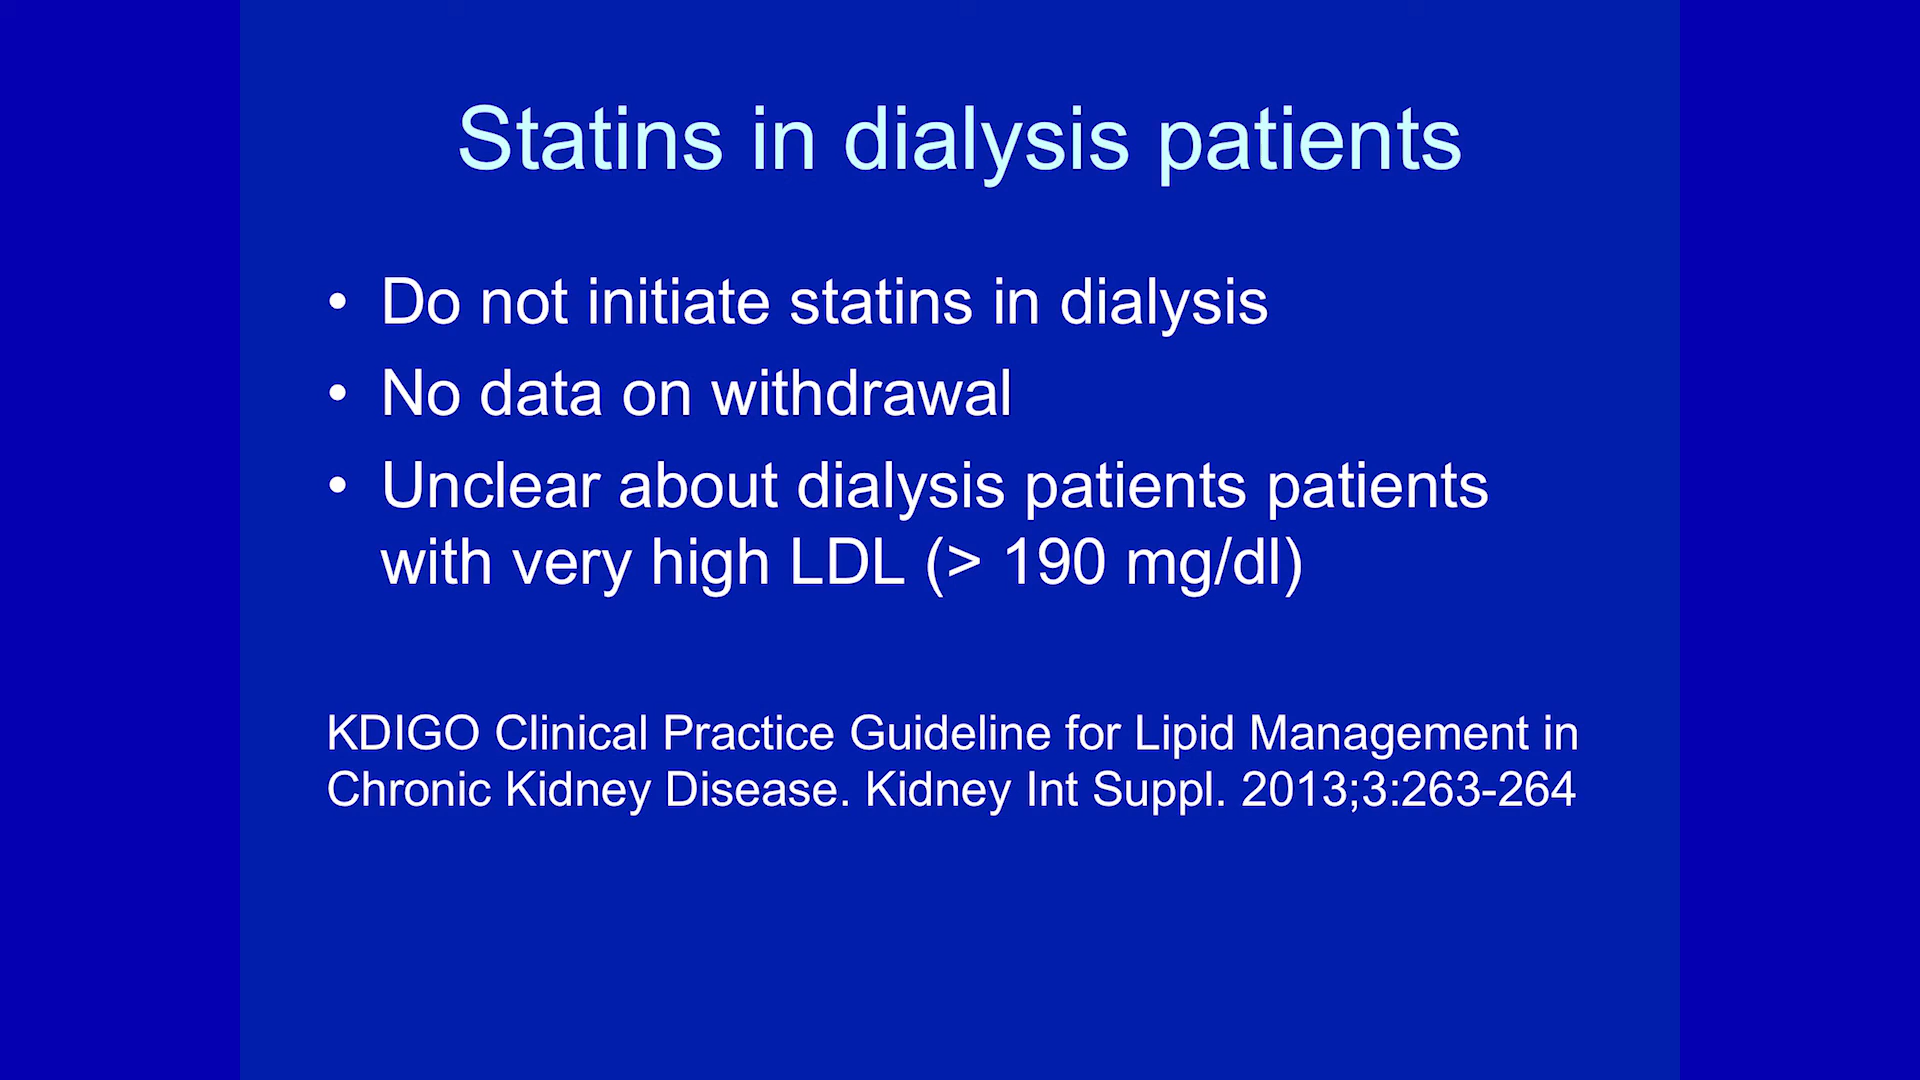 Statins in dialysis patients
• Do not initiate statins in dialysis
• No data on withdrawal
• Unclear about dialysis patients patients
with very high LDL (> 190 mg/dl)
KDIGO Clinical Practice Guideline for Lipid Management in
Chronic Kidney Disease. Kidney Int Suppl. 2013;3:263-264